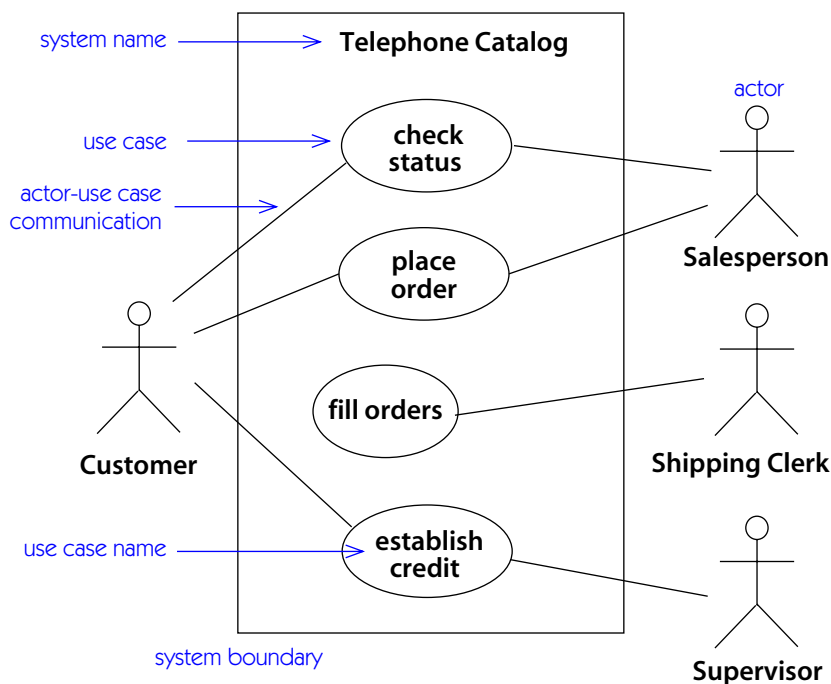 system name
Telephone Catalog
actor
use case
check
status
actor-use case
communication
place
order
Salesperson
fill orders
Customer
Shipping Clerk
use case name
establish
credit
system boundary
Supervisor